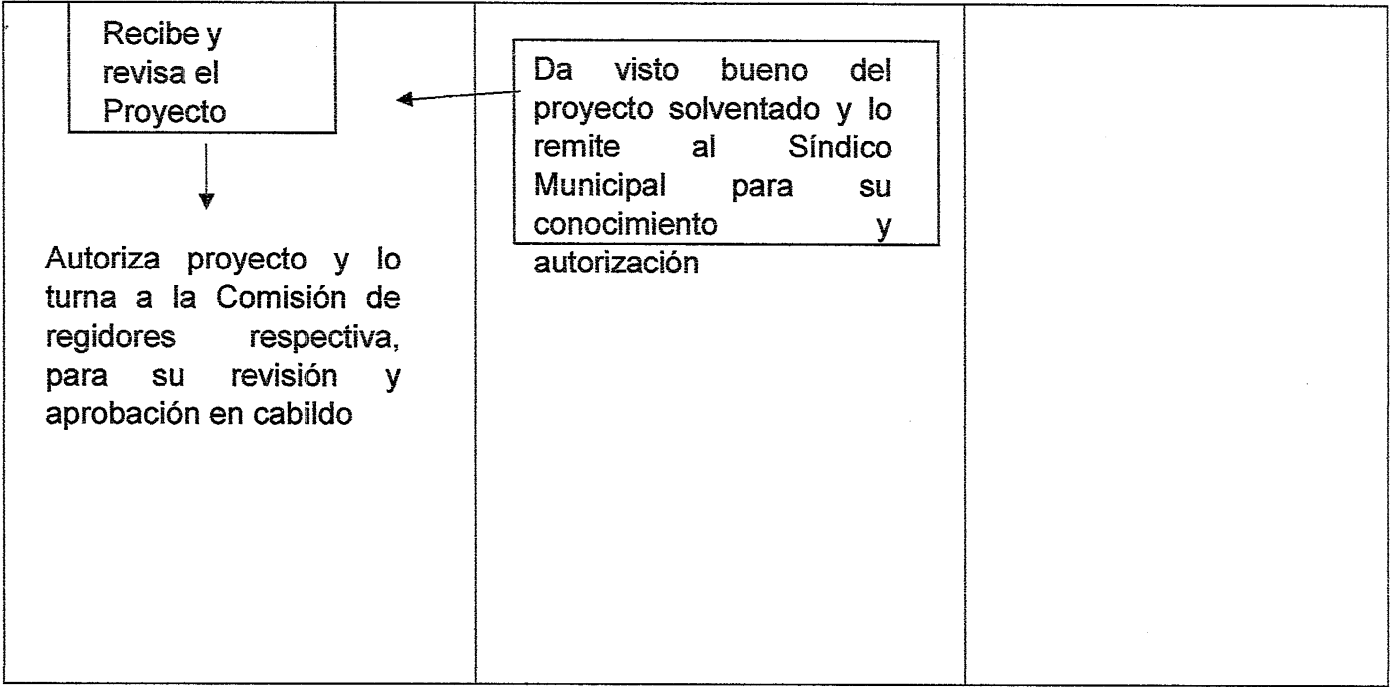 Recibe y
revisa el
Proyecto
Autoriza proyecto y lo
turna a la Comisión de
regidores respectiva,
para su revisión y
aprobación en cabildo
Da visto bueno del
proyecto solventado y lo
remite al Síndico
Municipal para su
conocimiento y
autorización